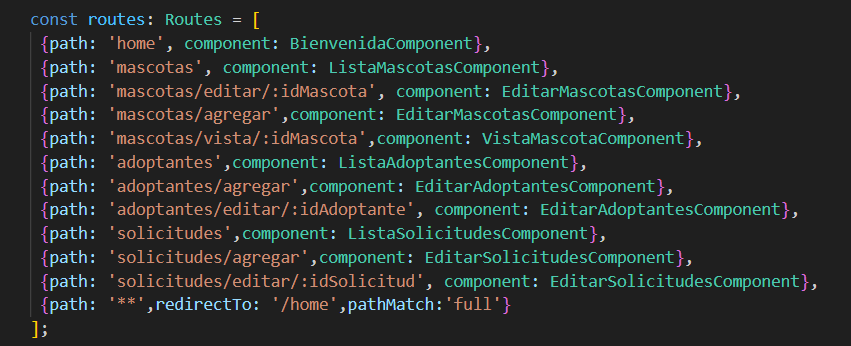 const routes: Routes = [
{path: 'home', component: BienvenidaComponent},
{path: 'mascotas', component: ListaMascotasComponent},
{path: 'mascotas/editar/:idMascota', component: EditarMascotasComponent},
{path: 'mascotas/agregar',component: EditarMascotasComponent},
{path: 'mascotas/vista/:idMascota',component: VistaMascotaComponent},
{path: 'adoptantes',component: ListaAdoptantesComponent},
{path: 'adoptantes/agregar',component: EditarAdoptantesComponent},
{path: 'adoptantes/editar/:idAdoptante', component: EditarAdoptantesComponent},
{path: 'solicitudes',component: ListaSolicitudesComponent},
{path: 'solicitudes/agregar',component: EditarSolicitudesComponent},
{path: 'solicitudes/editar/:idSolicitud', component: EditarSolicitudesComponent},
{path: '**',redirectTo: '/home',pathMatch:'full'}
];